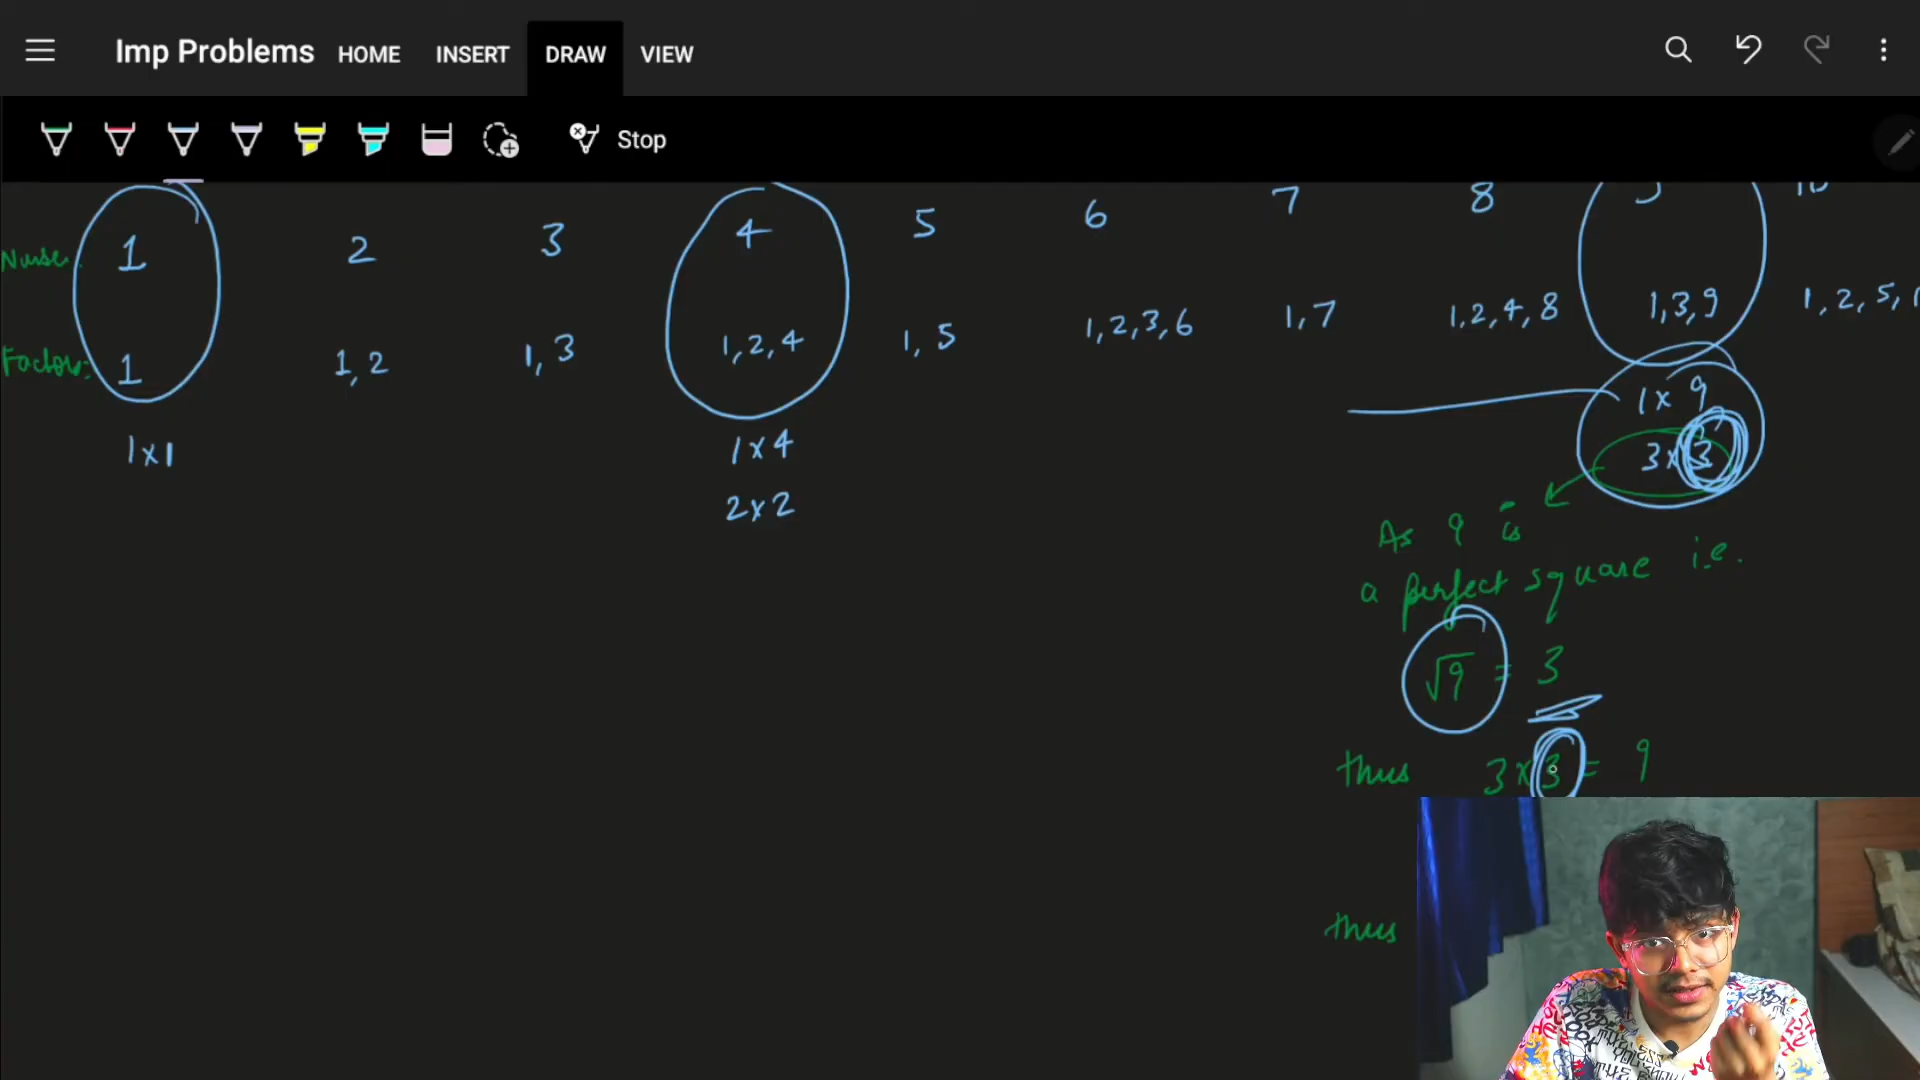 Imp Problems HOME INSERT DRAW VIEW
Stop
1 2 3 4 5 6 7 8
Factors: 1 1,2 1,3 1,2,4 1,5 1,2,3,6 1,7 1,2,4,8 1,3,9 1,2,5,
1x1 1x4 1x9
2x2 3x3
As 9 is
a perfect square i.e.
√9 = 3
thus 3x3 = 9
thus